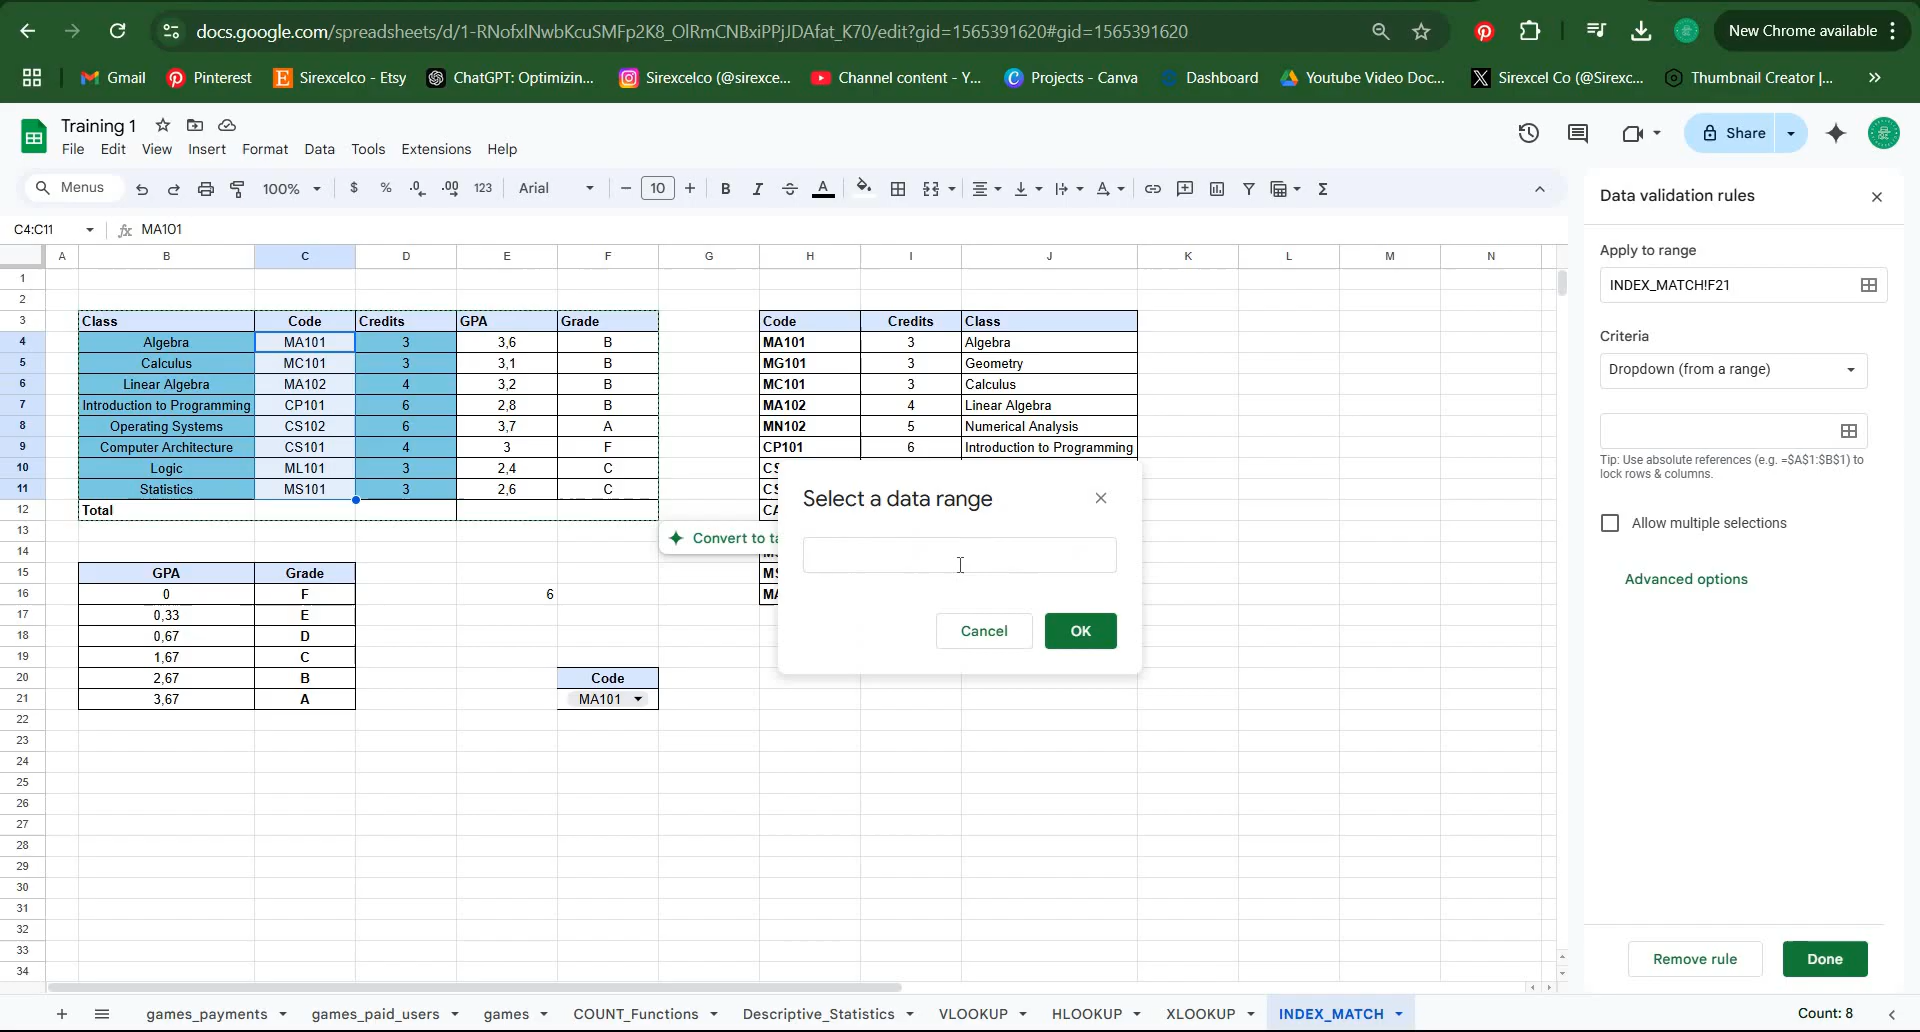 docs.google.com/spreadsheets/d/1-RNofxlNwbKcuSMFp2K8_OlRmCNBxiPPjJDAfat_K70/edit?gid=1565391620#gid=1565391620
New Chrome available
Gmail Pinterest Sirexcelco - Etsy ChatGPT: Optimizin... Sirexcelco (@sirexce... Channel content - Y... Projects - Canva Dashboard Youtube Video Doc... Sirexcel Co (@Sirexc... Thumbnail Creator |...
Training 1
File Edit View Insert Format Data Tools Extensions Help
Share
Menus 100% $ % .0 .00 123 Arial 10 B I
C4:C11 fx MA101
A B C D E F G H I J K L M N
1
2
3 Class Code Credits GPA Grade Code Credits Class
4 Algebra MA101 3 3,6 B MA101 3 Algebra
5 Calculus MC101 3 3,1 B MG101 3 Geometry
6 Linear Algebra MA102 4 3,2 B MC101 3 Calculus
7 Introduction to Programming CP101 6 2,8 B MA102 4 Linear Algebra
8 Operating Systems CS102 6 3,7 A MN102 5 Numerical Analysis
9 Computer Architecture CS101 4 3 F CP101 6 Introduction to Programming
10 Logic ML101 3 2,4 C CS
11 Statistics MS101 3 2,6 C CS
12 Total CA
13 Convert to ta
14
15 GPA Grade MS
16 0 F 6 MA
17 0,33 E
18 0,67 D
19 1,67 C
20 2,67 B Code
21 3,67 A MA101
22
23
24
25
26
27
28
29
30
31
32
33
34
Select a data range
Cancel OK
Data validation rules
Apply to range
INDEX_MATCH!F21
Criteria
Dropdown (from a range)
Tip: Use absolute references (e.g. =$A$1:$B$1) to
lock rows & columns.
Allow multiple selections
Advanced options
Remove rule Done
games_payments games_paid_users games COUNT_Functions Descriptive_Statistics VLOOKUP HLOOKUP XLOOKUP INDEX_MATCH Count: 8